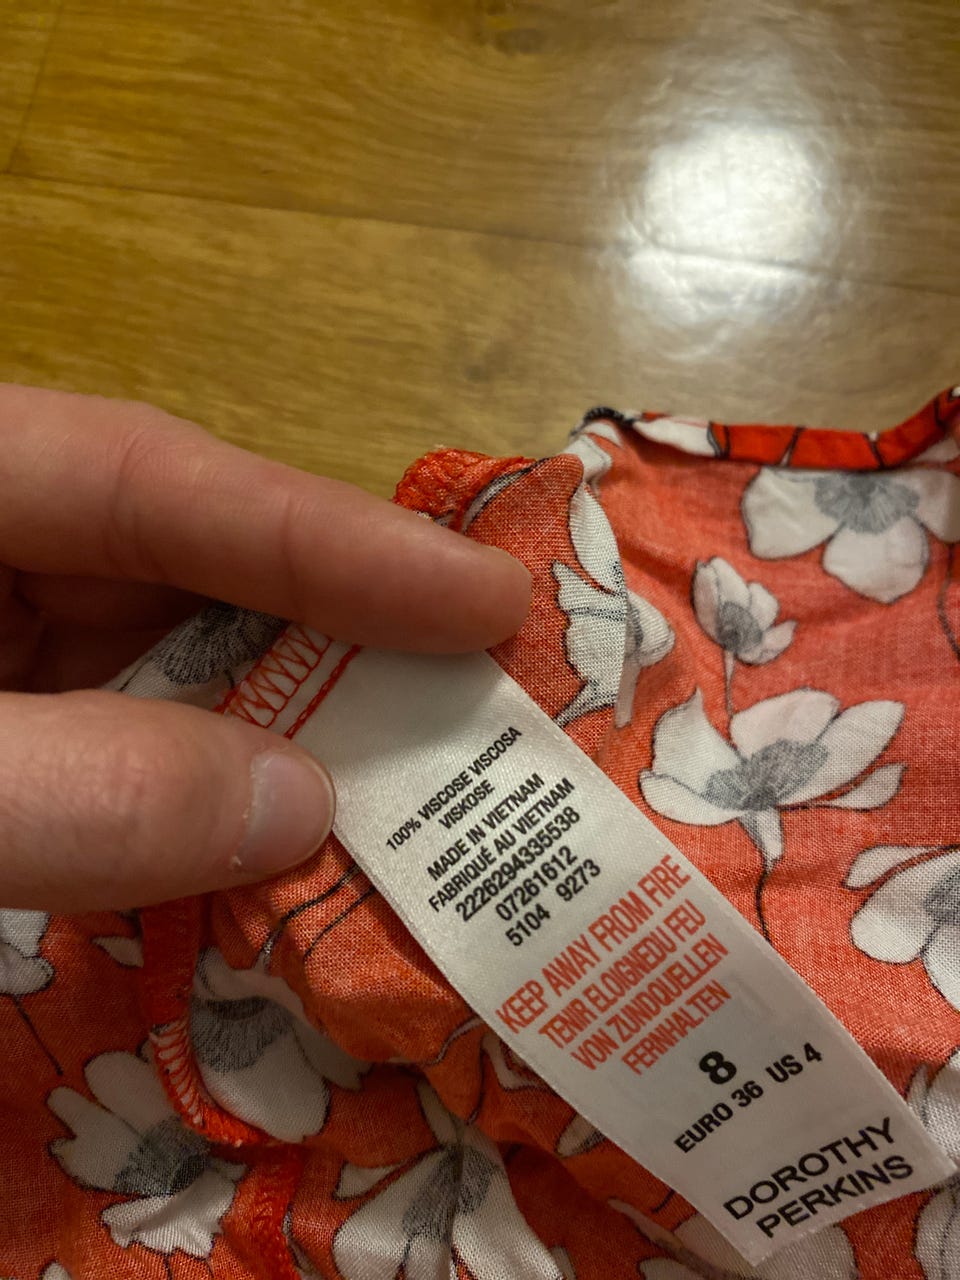 100% VISCOSE VISCOSA
VISKOSE
MADE IN VIETNAM
FABRIQUÉ AU VIETNAM
2226294335538
07261612
5104 9273
KEEP AWAY FROM FIRE
TENIR ELOIGNEDU FEU
VON ZUNDQUELLEN
FERNHALTEN
8
EURO 36 US 4
DOROTHY
PERKINS